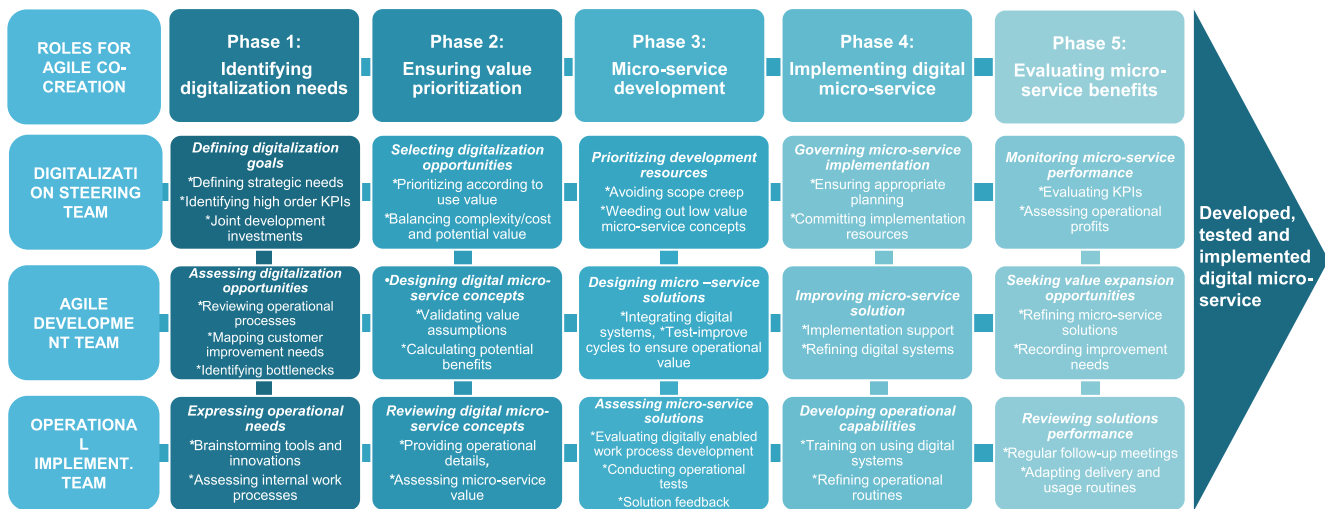 ROLES FOR
AGILE CO-
CREATION
Phase 1:
Identifying
digitalization needs
Phase 2:
Ensuring value
prioritization
Phase 3:
Micro-service
development
Phase 4:
Implementing digital
micro-service
Phase 5:
Evaluating micro-
service benefits
DIGITALIZATI
ON STEERING
TEAM
Defining digitalization
goals
*Defining strategic needs
*Identifying high order KPIs
*Joint development
investments
Selecting digitalization
opportunities
*Prioritizing according to
use value
*Balancing complexity/cost
and potential value
Prioritizing development
resources
*Avoiding scope creep
*Weeding out low value
micro-service concepts
Governing micro-service
implementation
*Ensuring appropriate
planning
*Committing implementation
resources
Monitoring micro-service
performance
*Evaluating KPIs
*Assessing operational
profits
AGILE
DEVELOPME
NT TEAM
Assessing digitalization
opportunities
*Reviewing operational
processes
*Mapping customer
improvement needs
*Identifying bottlenecks
•Designing digital micro-
service concepts
*Validating value
assumptions
*Calculating potential
benefits
Designing micro –service
solutions
*Integrating digital
systems, *Test-improve
cycles to ensure operational
value
Improving micro-service
solution
*Implementation support
*Refining digital systems
Seeking value expansion
opportunities
*Refining micro-service
solutions
*Recording improvement
needs
OPERATIONA
L
IMPLEMENT.
TEAM
Expressing operational
needs
*Brainstorming tools and
innovations
*Assessing internal work
processes
Reviewing digital micro-
service concepts
*Providing operational
details,
*Assessing micro-service
value
Assessing micro-service
solutions
*Evaluating digitally enabled
work process development
*Conducting operational
tests
*Solution feedback
Developing operational
capabilities
*Training on using digital
systems
*Refining operational
routines
Reviewing solutions
performance
*Regular follow-up meetings
*Adapting delivery and
usage routines
Developed,
tested and
implemented
digital micro-
service